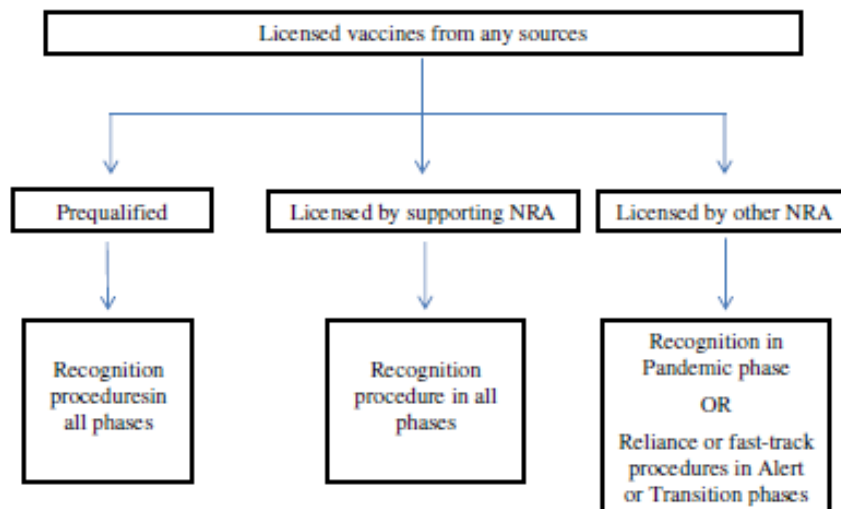 Licensed vaccines from any sources
Prequalified
Licensed by supporting NRA
Licensed by other NRA
Recognition
proceduresin
all phases
Recognition
procedure in all
phases
Recognition in
Pandemic phase
OR
Reliance or fast-track
procedures in Alert
or Transition phases